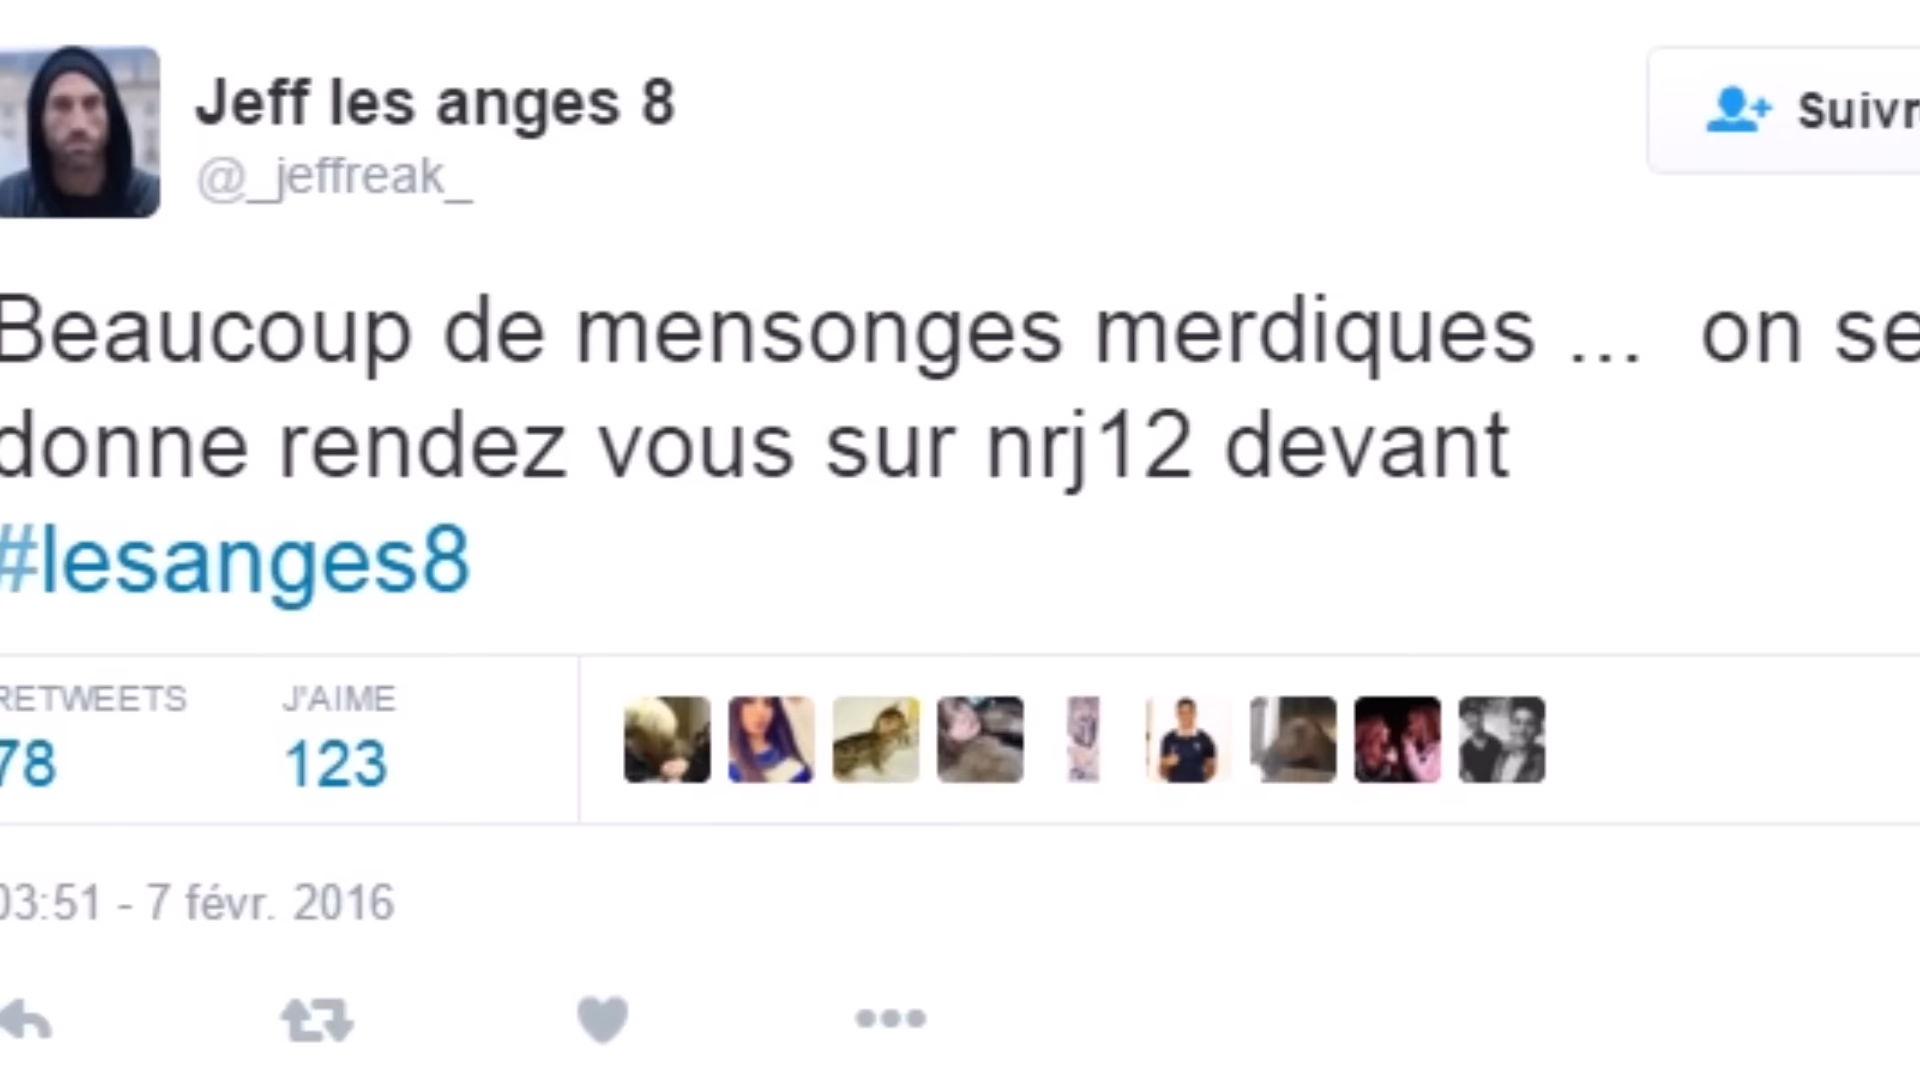 Jeff les anges 8
@_jeffreak_
Suivr
Beaucoup de mensonges merdiques ... on se
donne rendez vous sur nrj12 devant
#lesanges8
RETWEETS J'AIME
78 123
03:51 - 7 févr. 2016